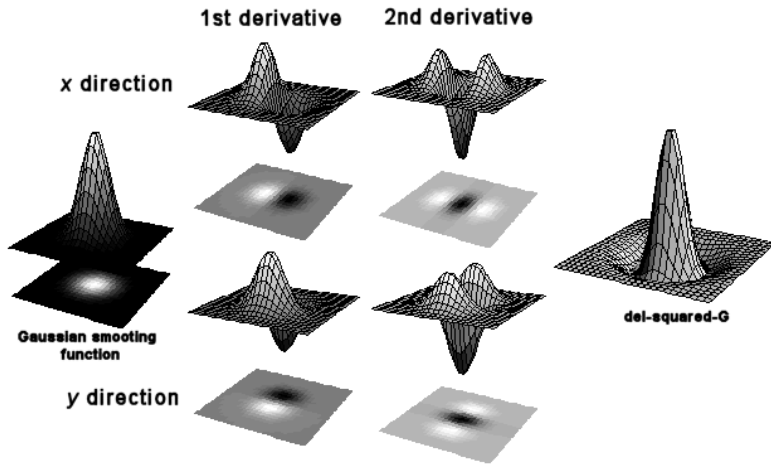 1st derivative
2nd derivative
x direction
Gaussian smooting
function
del-squared-G
y direction